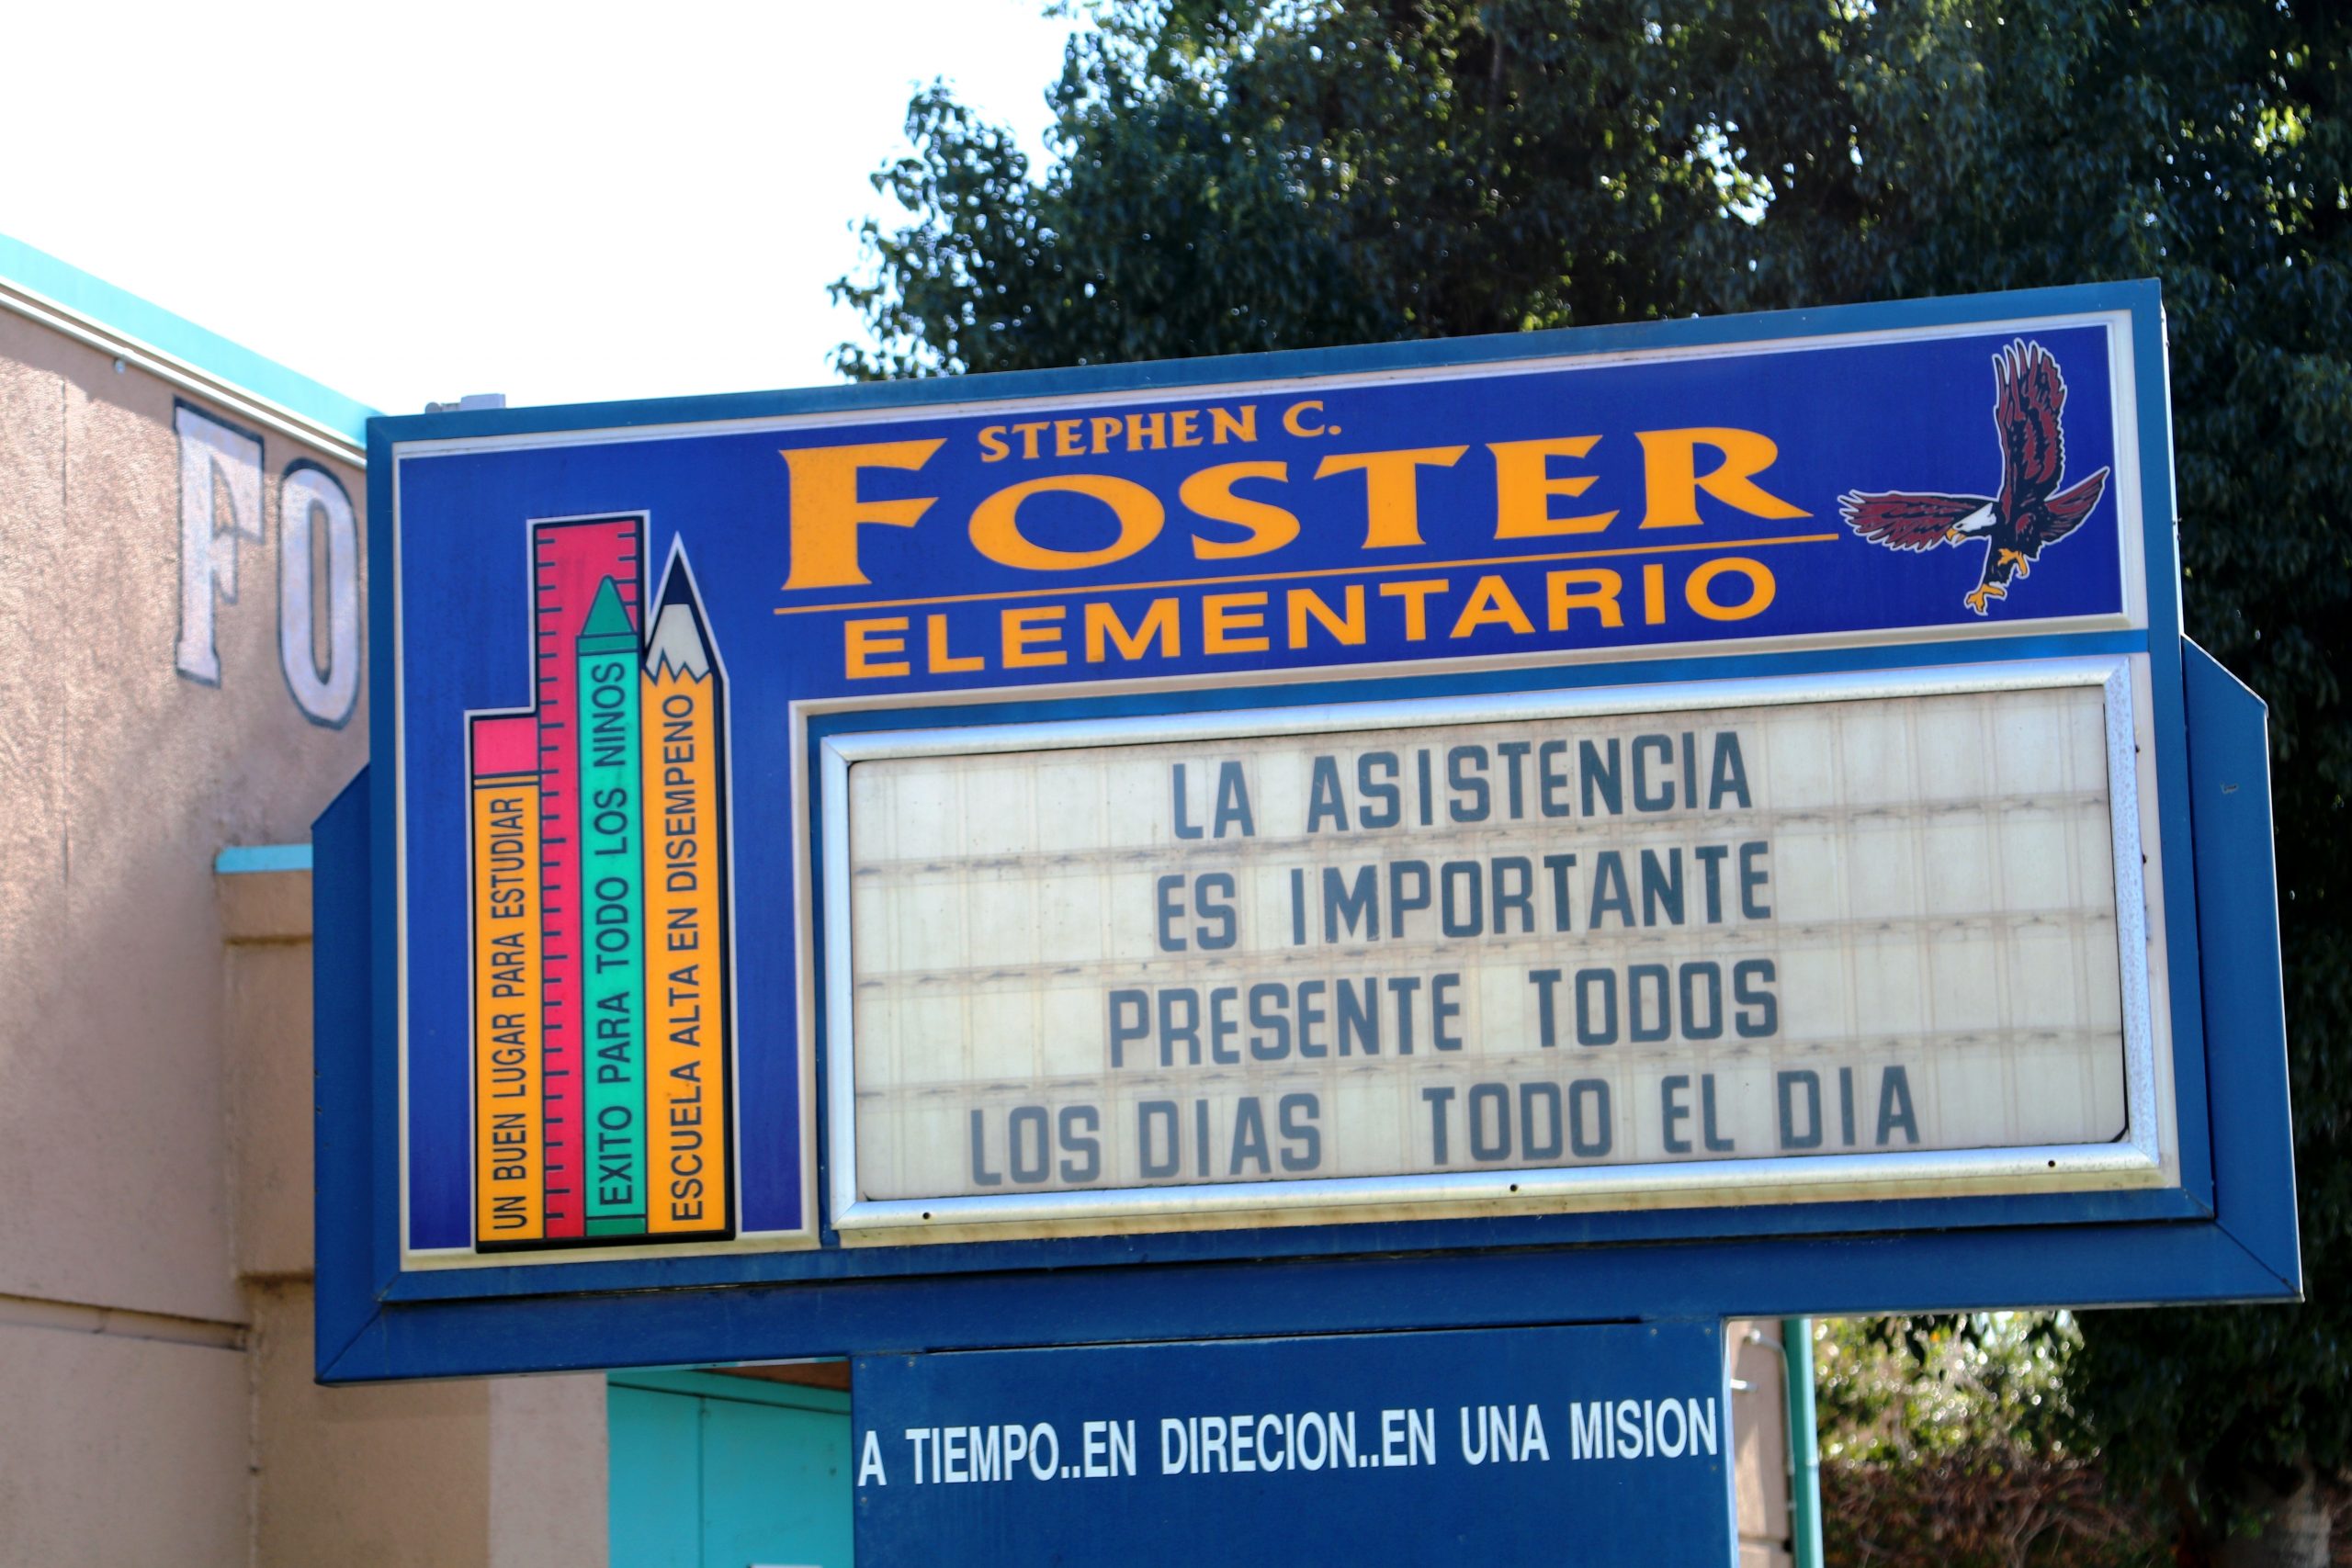 FO
STEPHEN C.
FOSTER
ELEMENTARIO
UN BUEN LUGAR PARA ESTUDIAR
EXITO PARA TODO LOS NINOS
ESCUELA ALTA EN DISEMPENO
LA ASISTENCIA
ES IMPORTANTE
PRESENTE TODOS
LOS DIAS TODO EL DIA
A TIEMPO..EN DIRECION..EN UNA MISION